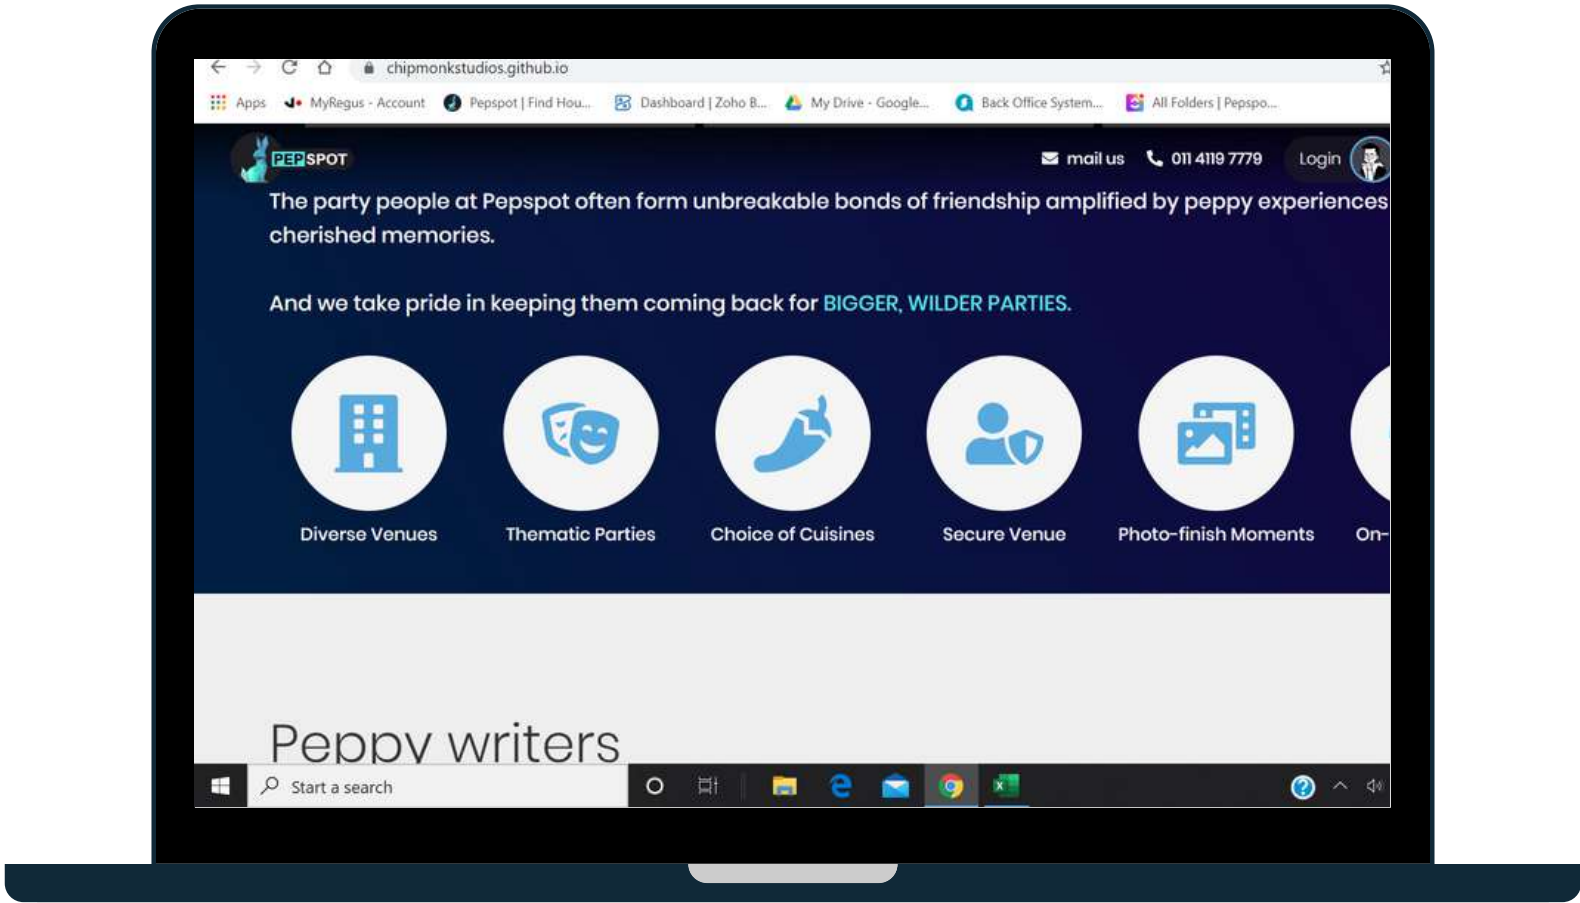 chipmonkstudios.github.io
Apps MyRegus - Account Pepspot | Find Hou... Dashboard | Zoho B... My Drive - Google... Back Office System... All Folders | Pepspo...
PEPSPOT mail us 011 4119 7779 Login
The party people at Pepspot often form unbreakable bonds of friendship amplified by peppy experiences
cherished memories.
And we take pride in keeping them coming back for BIGGER, WILDER PARTIES.
Diverse Venues Thematic Parties Choice of Cuisines Secure Venue Photo-finish Moments On-
Peppy writers
Start a search